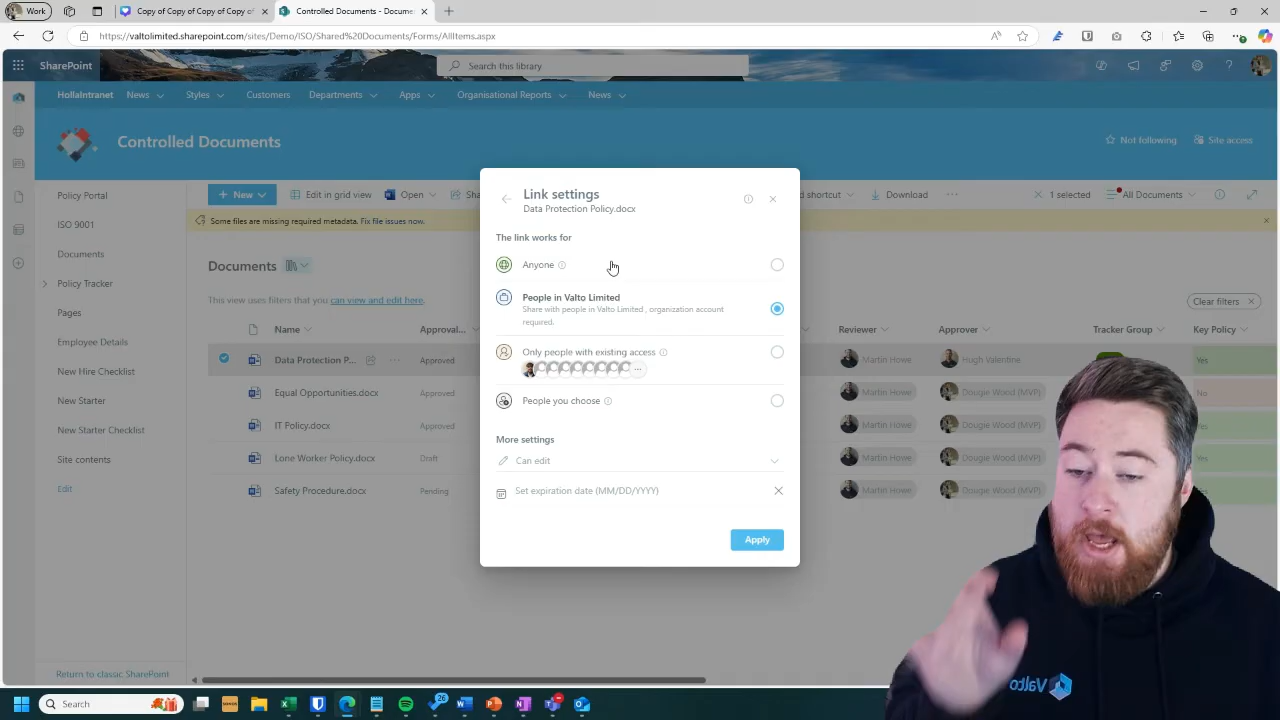 Work
Copy of Copy of Copy of Copy of C
Controlled Documents - Docume
https://valtolimited.sharepoint.com/sites/Demo/ISO/Shared%20Documents/Forms/AllItems.aspx
SharePoint
Search this library
HollaIntranet
News
Styles
Customers
Departments
Apps
Organisational Reports
News
Controlled Documents
Not following
Site access
Policy Portal
ISO 9001
Documents
Policy Tracker
Pages
Employee Details
New Hire Checklist
New Starter
New Starter Checklist
Site contents
Edit
Return to classic SharePoint
New
Edit in grid view
Open
Sha
d shortcut
Download
1 selected
All Documents
Some files are missing required metadata. Fix file issues now.
Documents
This view uses filters that you can view and edit here.
Clear filters
Name
Approval...
Reviewer
Approver
Tracker Group
Key Policy
Data Protection P...
Approved
Martin Howe
Hugh Valentine
Yes
Equal Opportunities.docx
Approved
Martin Howe
Dougie Wood (MVP)
No
IT Policy.docx
Approved
Martin Howe
Dougie Wood (MVP)
Yes
Lone Worker Policy.docx
Draft
Martin Howe
Dougie Wood (MVP)
Yes
Safety Procedure.docx
Pending
Martin Howe
Dougie Wood (MVP)
Link settings
Data Protection Policy.docx
The link works for
Anyone
People in Valto Limited
Share with people in Valto Limited , organization account
required.
Only people with existing access
People you choose
More settings
Can edit
Set expiration date (MM/DD/YYYY)
Apply
Valto
Search
26